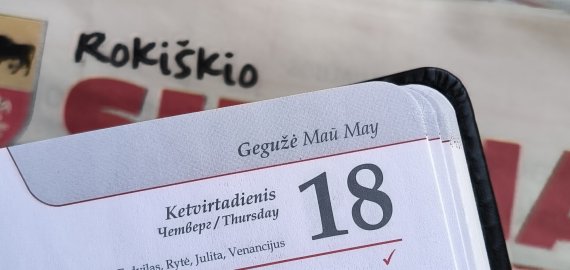 Rokiškio
Gegužė Май May
Ketvirtadienis
Четверг / Thursday
18
Rytė, Julita, Venancijus